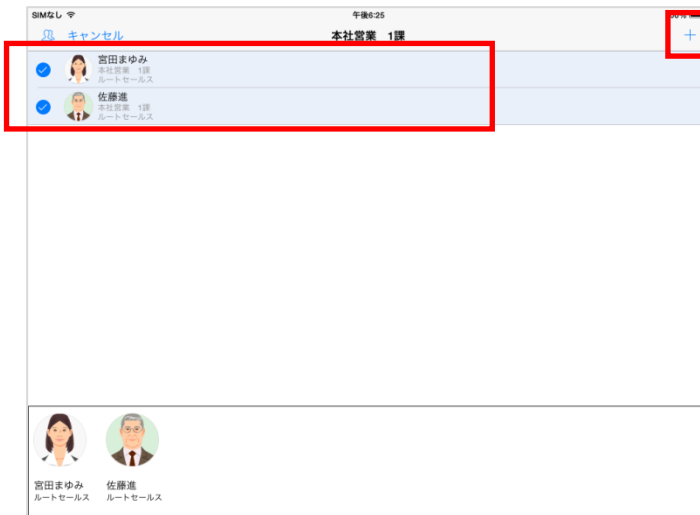 SIMなし 午後6:25
キャンセル 本社営業 1課 +
宮田まゆみ
本社営業 1課
ルートセールス
佐藤進
本社営業 1課
ルートセールス
宮田まゆみ 佐藤進
ルートセールス ルートセールス